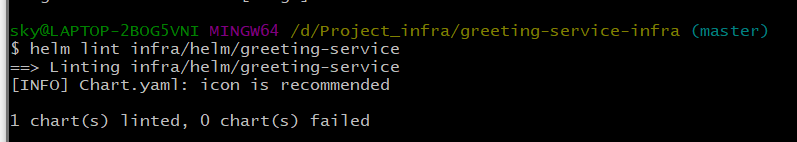 sky@LAPTOP-2BOG5VNI MINGW64 /d/Project_infra/greeting-service-infra (master)
$ helm lint infra/helm/greeting-service
==> Linting infra/helm/greeting-service
[INFO] Chart.yaml: icon is recommended
1 chart(s) linted, 0 chart(s) failed